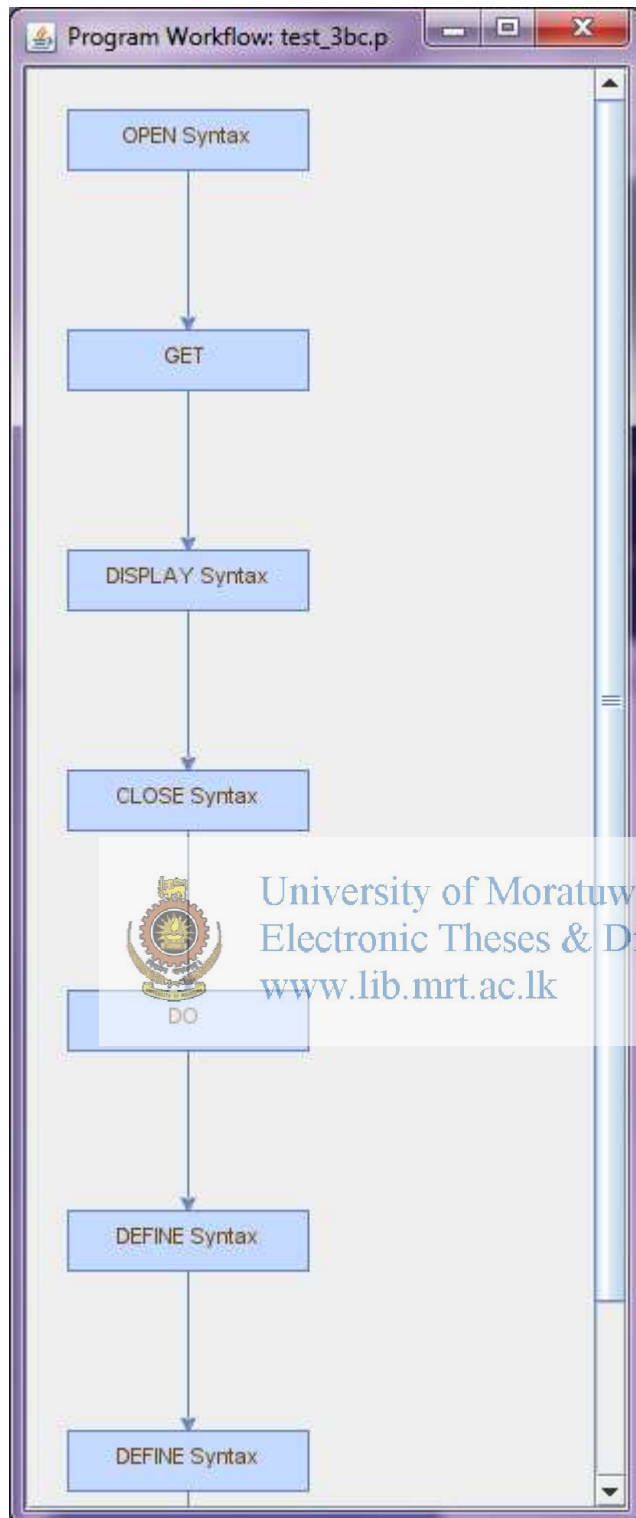 Program Workflow: test_3bc.p
OPEN Syntax
GET
DISPLAY Syntax
CLOSE Syntax
University of Moratuw
Electronic Theses & D
www.lib.mrt.ac.lk
DO
DEFINE Syntax
DEFINE Syntax